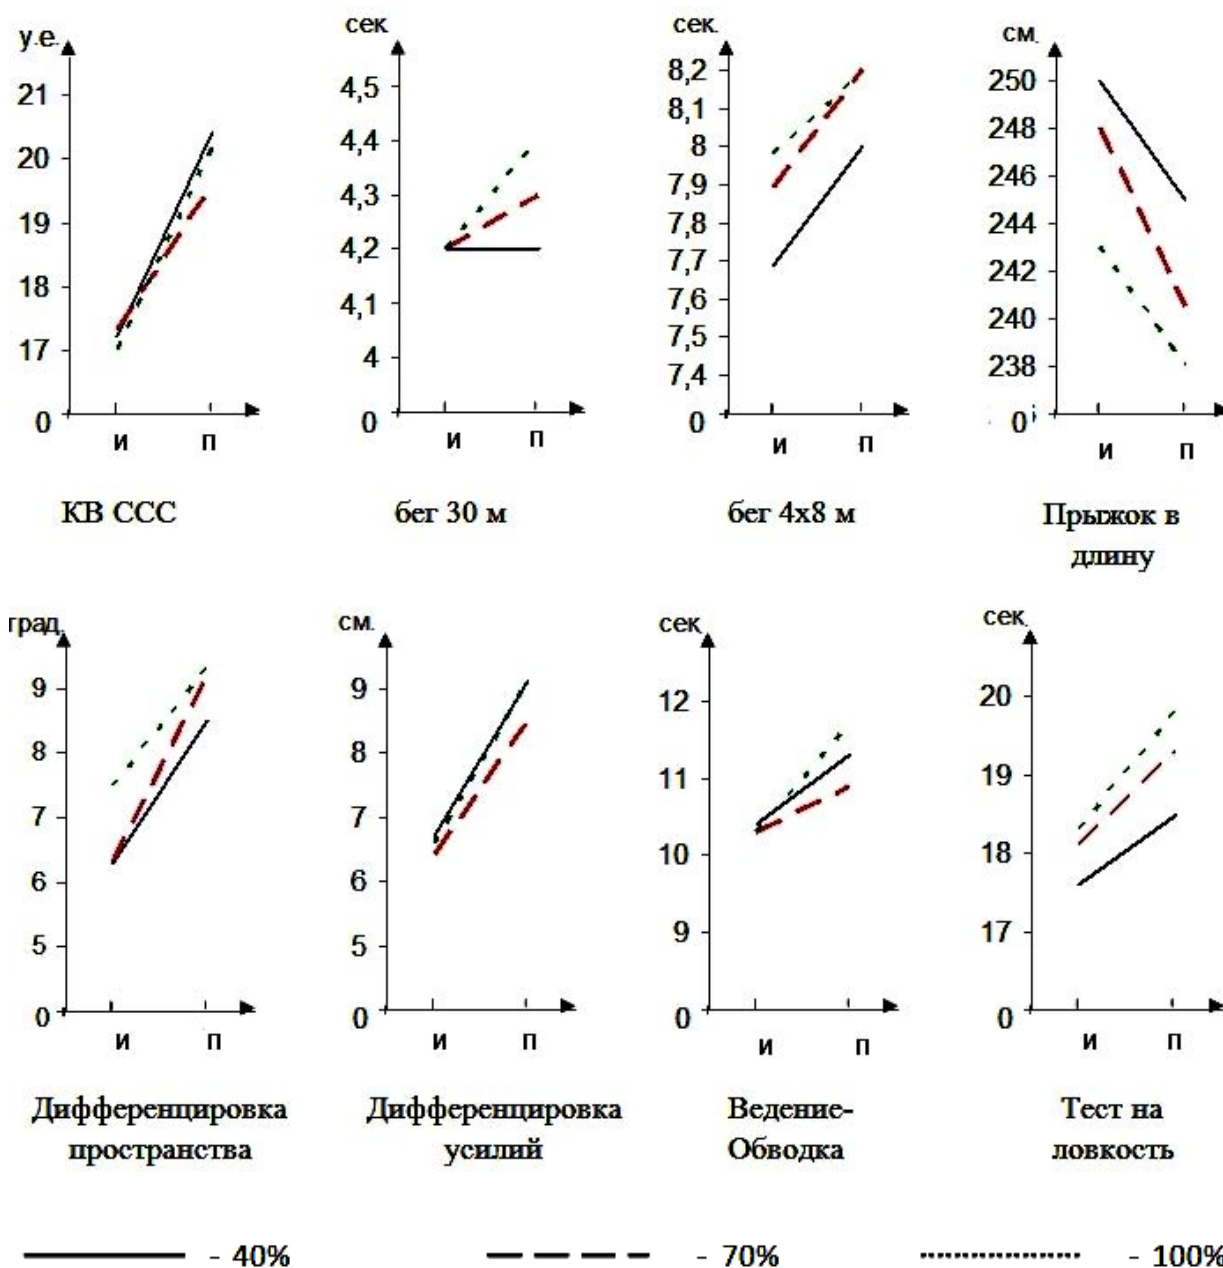 у.е.
21
20
19
18
17
0
и п
КВ ССС
сек
4,5
4,4
4,3
4,2
4,1
4
0
и п
бег 30 м
сек
8,2
8,1
8
7,9
7,8
7,7
7,6
7,5
7,4
0
и п
бег 4х8 м
см.
250
248
246
244
242
240
238
0
и п
Прыжок в
длину
град.
9
8
7
6
5
0
и п
Дифференцировка
пространства
см.
9
8
7
6
5
0
и п
Дифференцировка
усилий
сек.
12
11
10
9
0
и п
Ведение-
Обводка
сек.
20
19
18
17
0
и п
Тест на
ловкость
- 40% - 70% - 100%